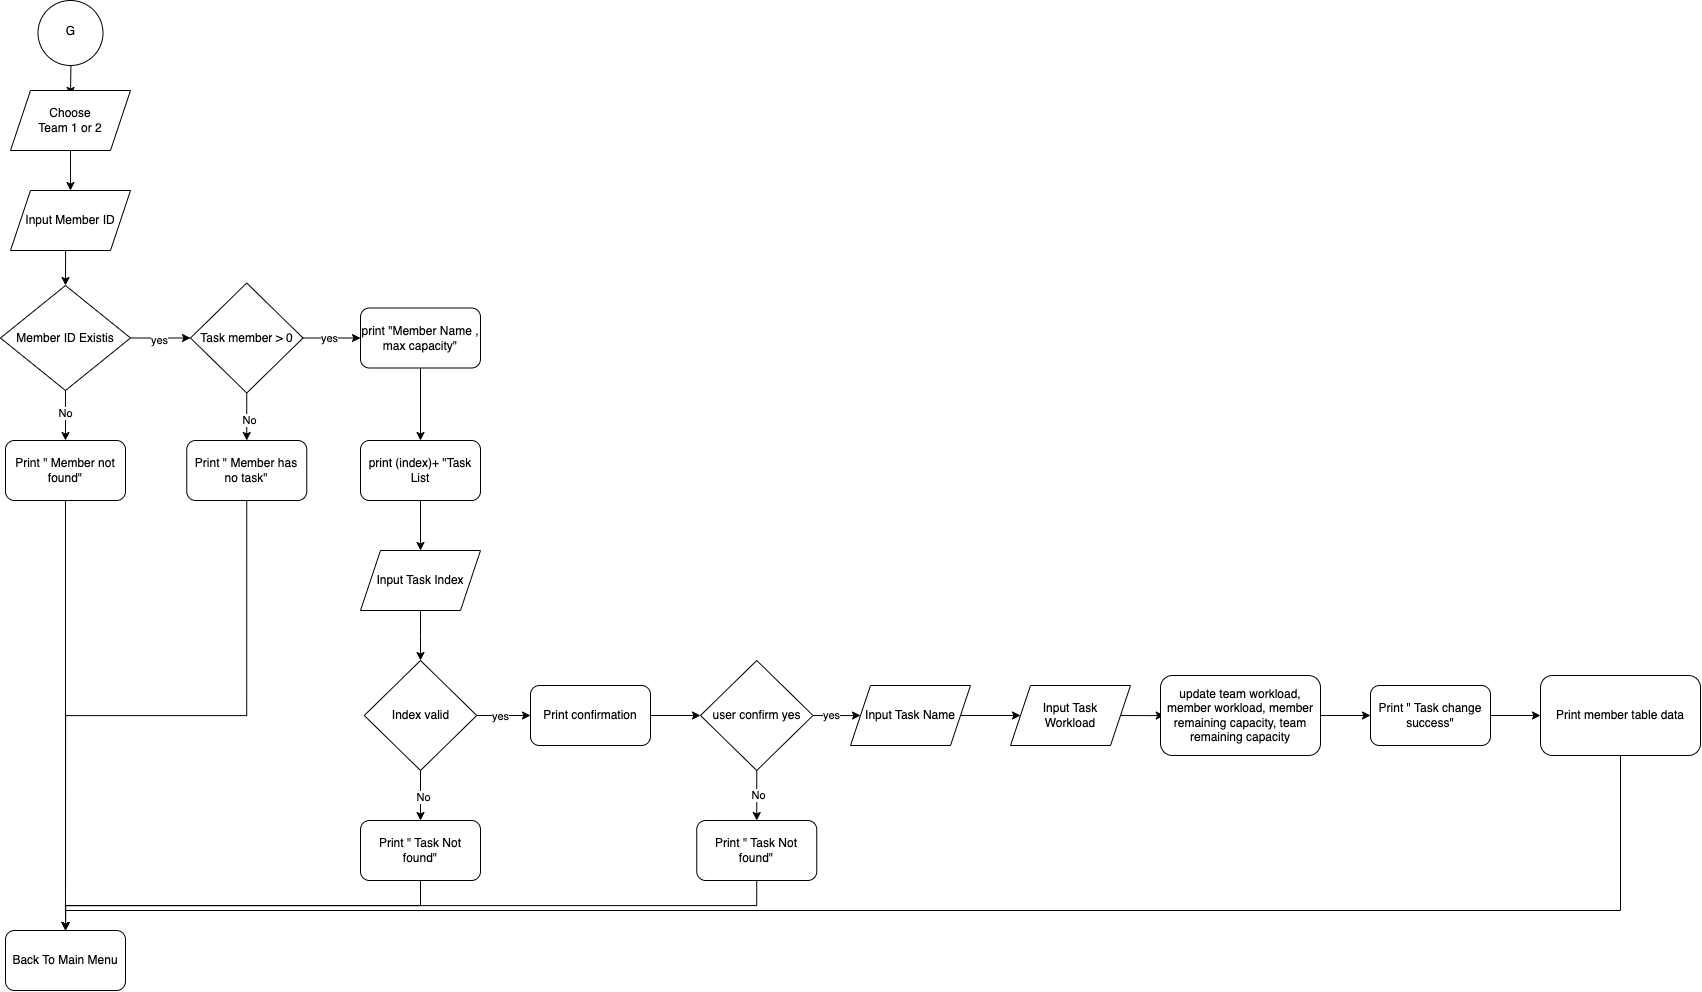 G
Choose
Team 1 or 2
Input Member ID
Member ID Existis
yes
Task member > 0
yes
print "Member Name ,
max capacity"
No
No
Print " Member not
found"
Print " Member has
no task"
print (index)+ "Task
List
Input Task Index
Index valid
yes
Print confirmation
user confirm yes
yes
Input Task Name
Input Task
Workload
update team workload,
member workload, member
remaining capacity, team
remaining capacity
Print " Task change
success"
Print member table data
No
No
Print " Task Not
found"
Print " Task Not
found"
Back To Main Menu